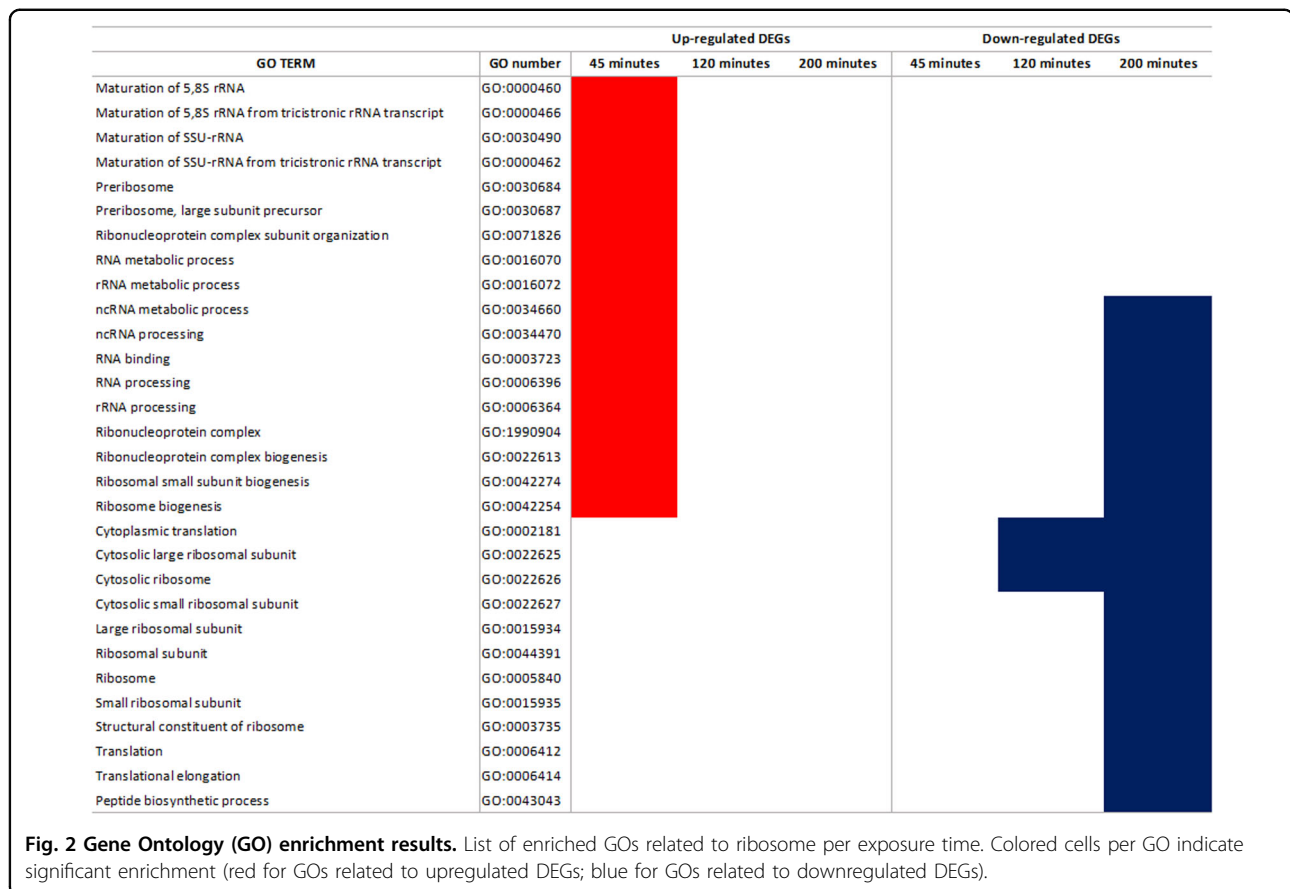 Up-regulated DEGs Down-regulated DEGs
GO TERM GO number 45 minutes 120 minutes 200 minutes 45 minutes 120 minutes 200 minutes
Maturation of 5,8S rRNA GO:0000460
Maturation of 5,8S rRNA from tricistronic rRNA transcript GO:0000466
Maturation of SSU-rRNA GO:0030490
Maturation of SSU-rRNA from tricistronic rRNA transcript GO:0000462
Preribosome GO:0030684
Preribosome, large subunit precursor GO:0030687
Ribonucleoprotein complex subunit organization GO:0071826
RNA metabolic process GO:0016070
rRNA metabolic process GO:0016072
ncRNA metabolic process GO:0034660
ncRNA processing GO:0034470
RNA binding GO:0003723
RNA processing GO:0006396
rRNA processing GO:0006364
Ribonucleoprotein complex GO:1990904
Ribonucleoprotein complex biogenesis GO:0022613
Ribosomal small subunit biogenesis GO:0042274
Ribosome biogenesis GO:0042254
Cytoplasmic translation GO:0002181
Cytosolic large ribosomal subunit GO:0022625
Cytosolic ribosome GO:0022626
Cytosolic small ribosomal subunit GO:0022627
Large ribosomal subunit GO:0015934
Ribosomal subunit GO:0044391
Ribosome GO:0005840
Small ribosomal subunit GO:0015935
Structural constituent of ribosome GO:0003735
Translation GO:0006412
Translational elongation GO:0006414
Peptide biosynthetic process GO:0043043
Fig. 2 Gene Ontology (GO) enrichment results. List of enriched GOs related to ribosome per exposure time. Colored cells per GO indicate
significant enrichment (red for GOs related to upregulated DEGs; blue for GOs related to downregulated DEGs).